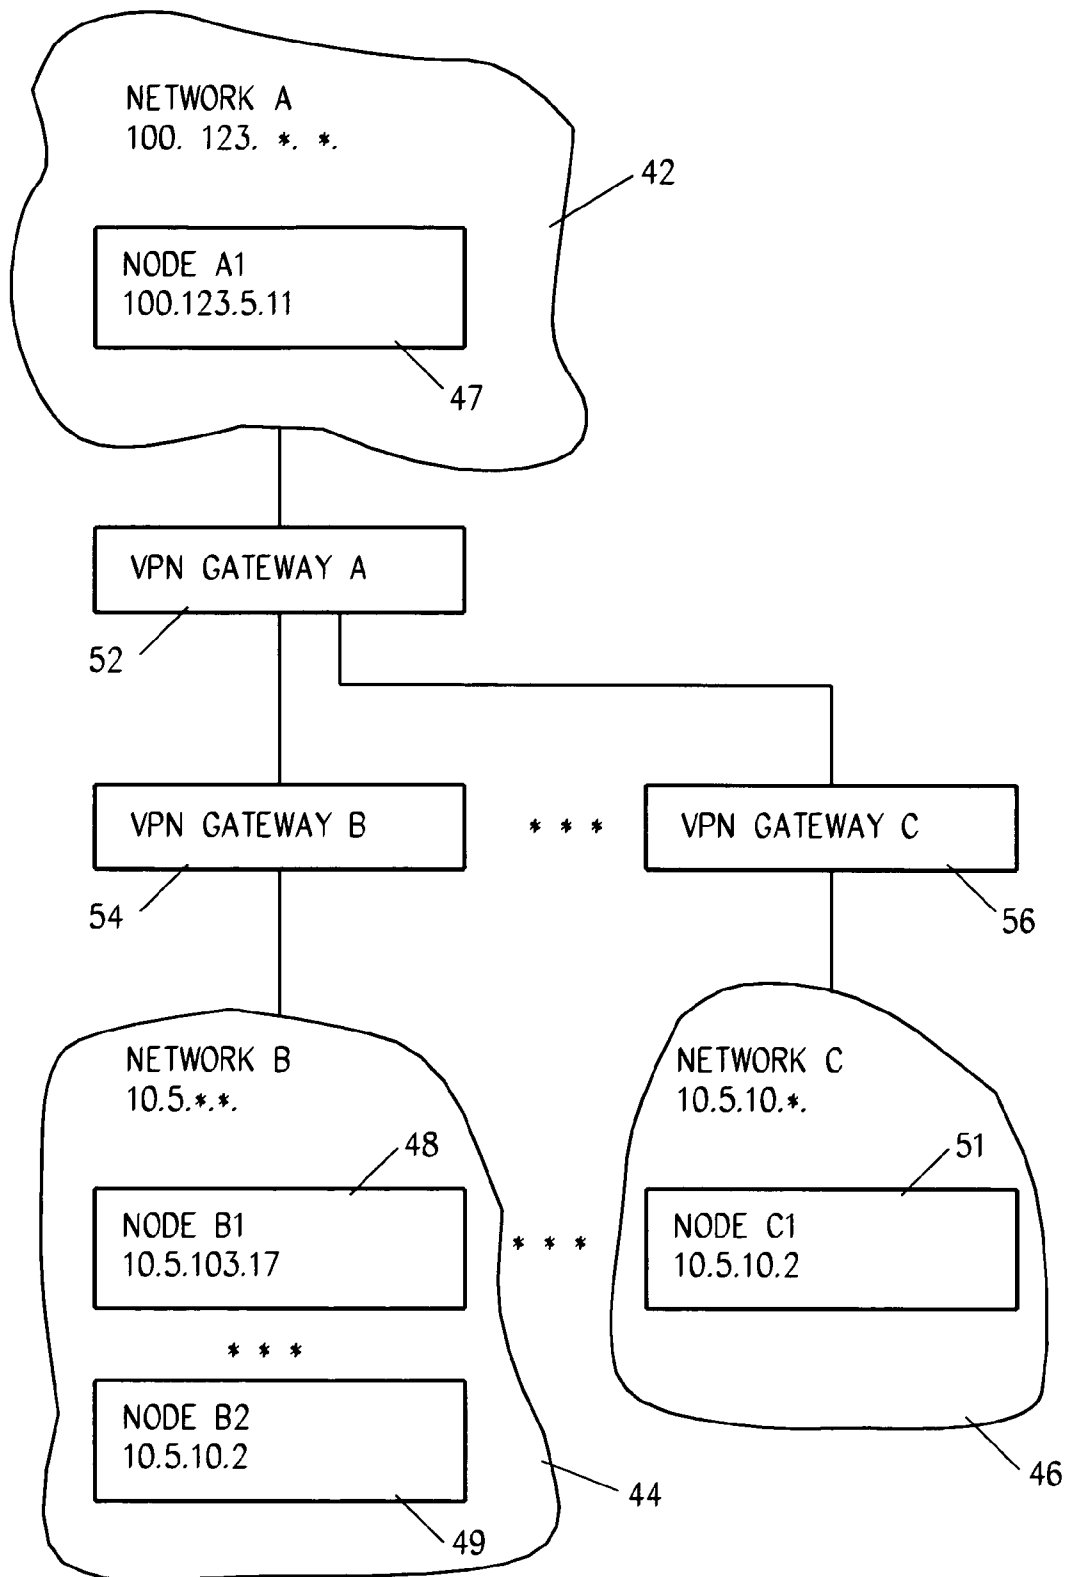 NETWORK A
100. 123. *. *.
42
NODE A1
100.123.5.11
47
VPN GATEWAY A
52
VPN GATEWAY B
* * *
VPN GATEWAY C
54
56
NETWORK B
10.5.*.*.
NETWORK C
10.5.10.*.
48
51
NODE B1
10.5.103.17
* * *
NODE C1
10.5.10.2
* * *
NODE B2
10.5.10.2
44
46
49